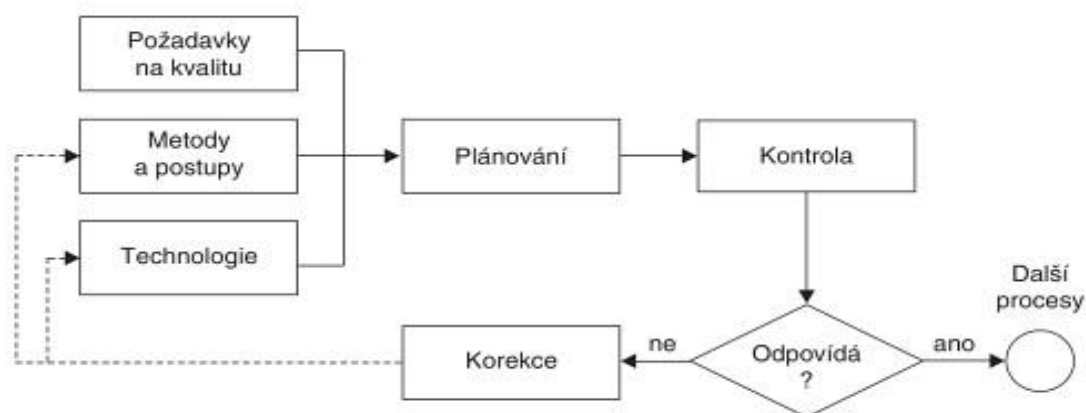 Požadavky
na kvalitu
Metody
a postupy
Plánování
Kontrola
Technologie
Další
procesy
Korekce
ne
Odpovídá
?
ano